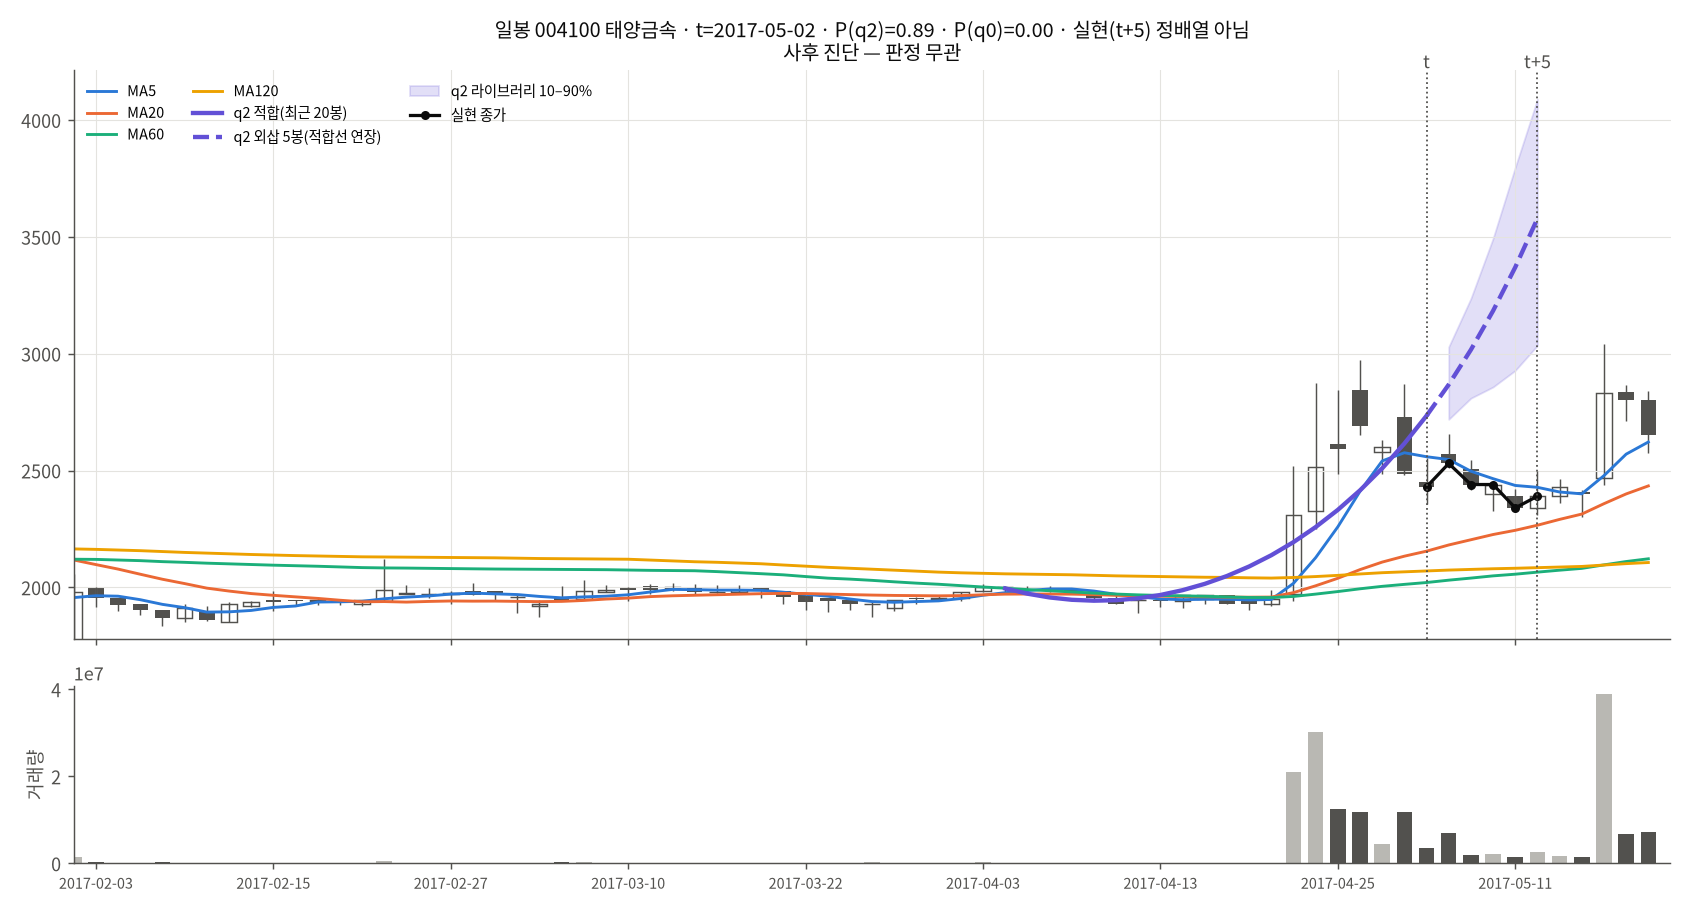 일봉 004100 태양금속 · t=2017-05-02 · P(q2)=0.89 · P(q0)=0.00 · 실현(t+5) 정배열 아님
사후 진단 — 판정 무관
t
t+5
MA5
MA20
MA60
MA120
q2 적합(최근 20봉)
q2 외삽 5봉(적합선 연장)
q2 라이브러리 10–90%
실현 종가
4000
3500
3000
2500
2000
1e7
4
2
0
거래량
2017-02-03
2017-02-15
2017-02-27
2017-03-10
2017-03-22
2017-04-03
2017-04-13
2017-04-25
2017-05-11